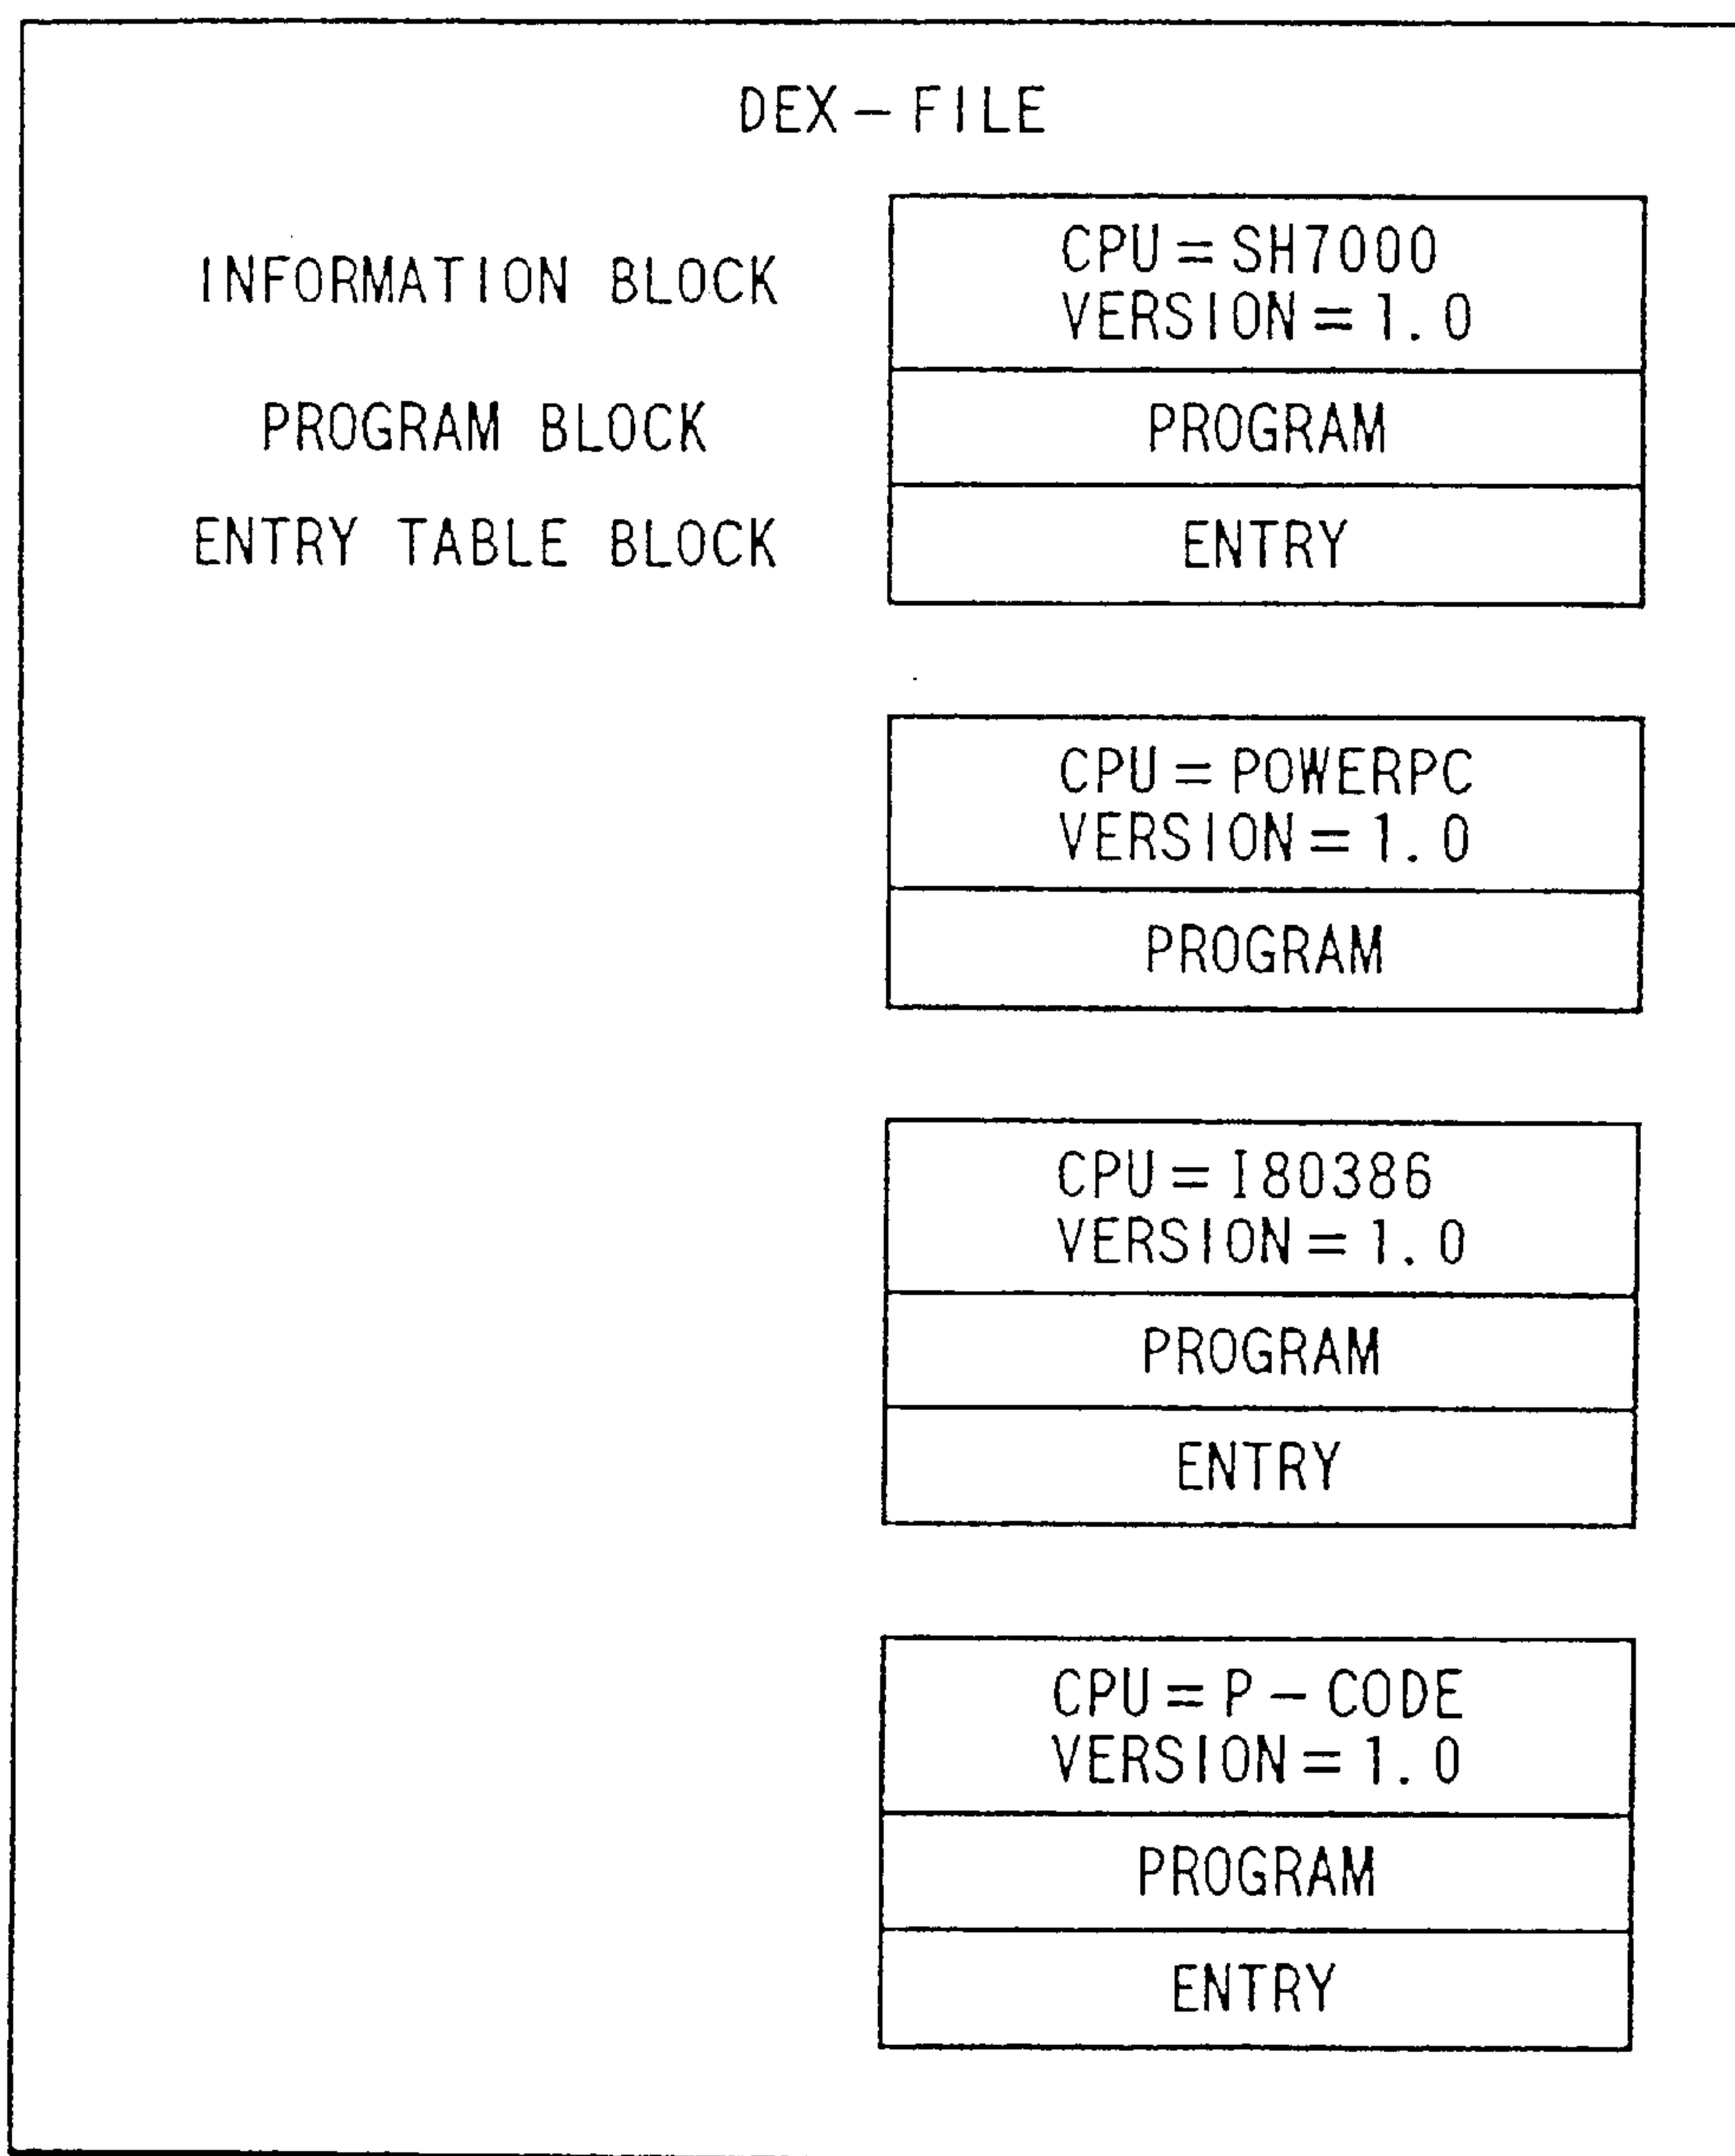 DEX-FILE
INFORMATION BLOCK
CPU=SH7000
VERSION=1.0
PROGRAM BLOCK
PROGRAM
ENTRY TABLE BLOCK
ENTRY
CPU=POWERPC
VERSION=1.0
PROGRAM
CPU=I80386
VERSION=1.0
PROGRAM
ENTRY
CPU=P-CODE
VERSION=1.0
PROGRAM
ENTRY